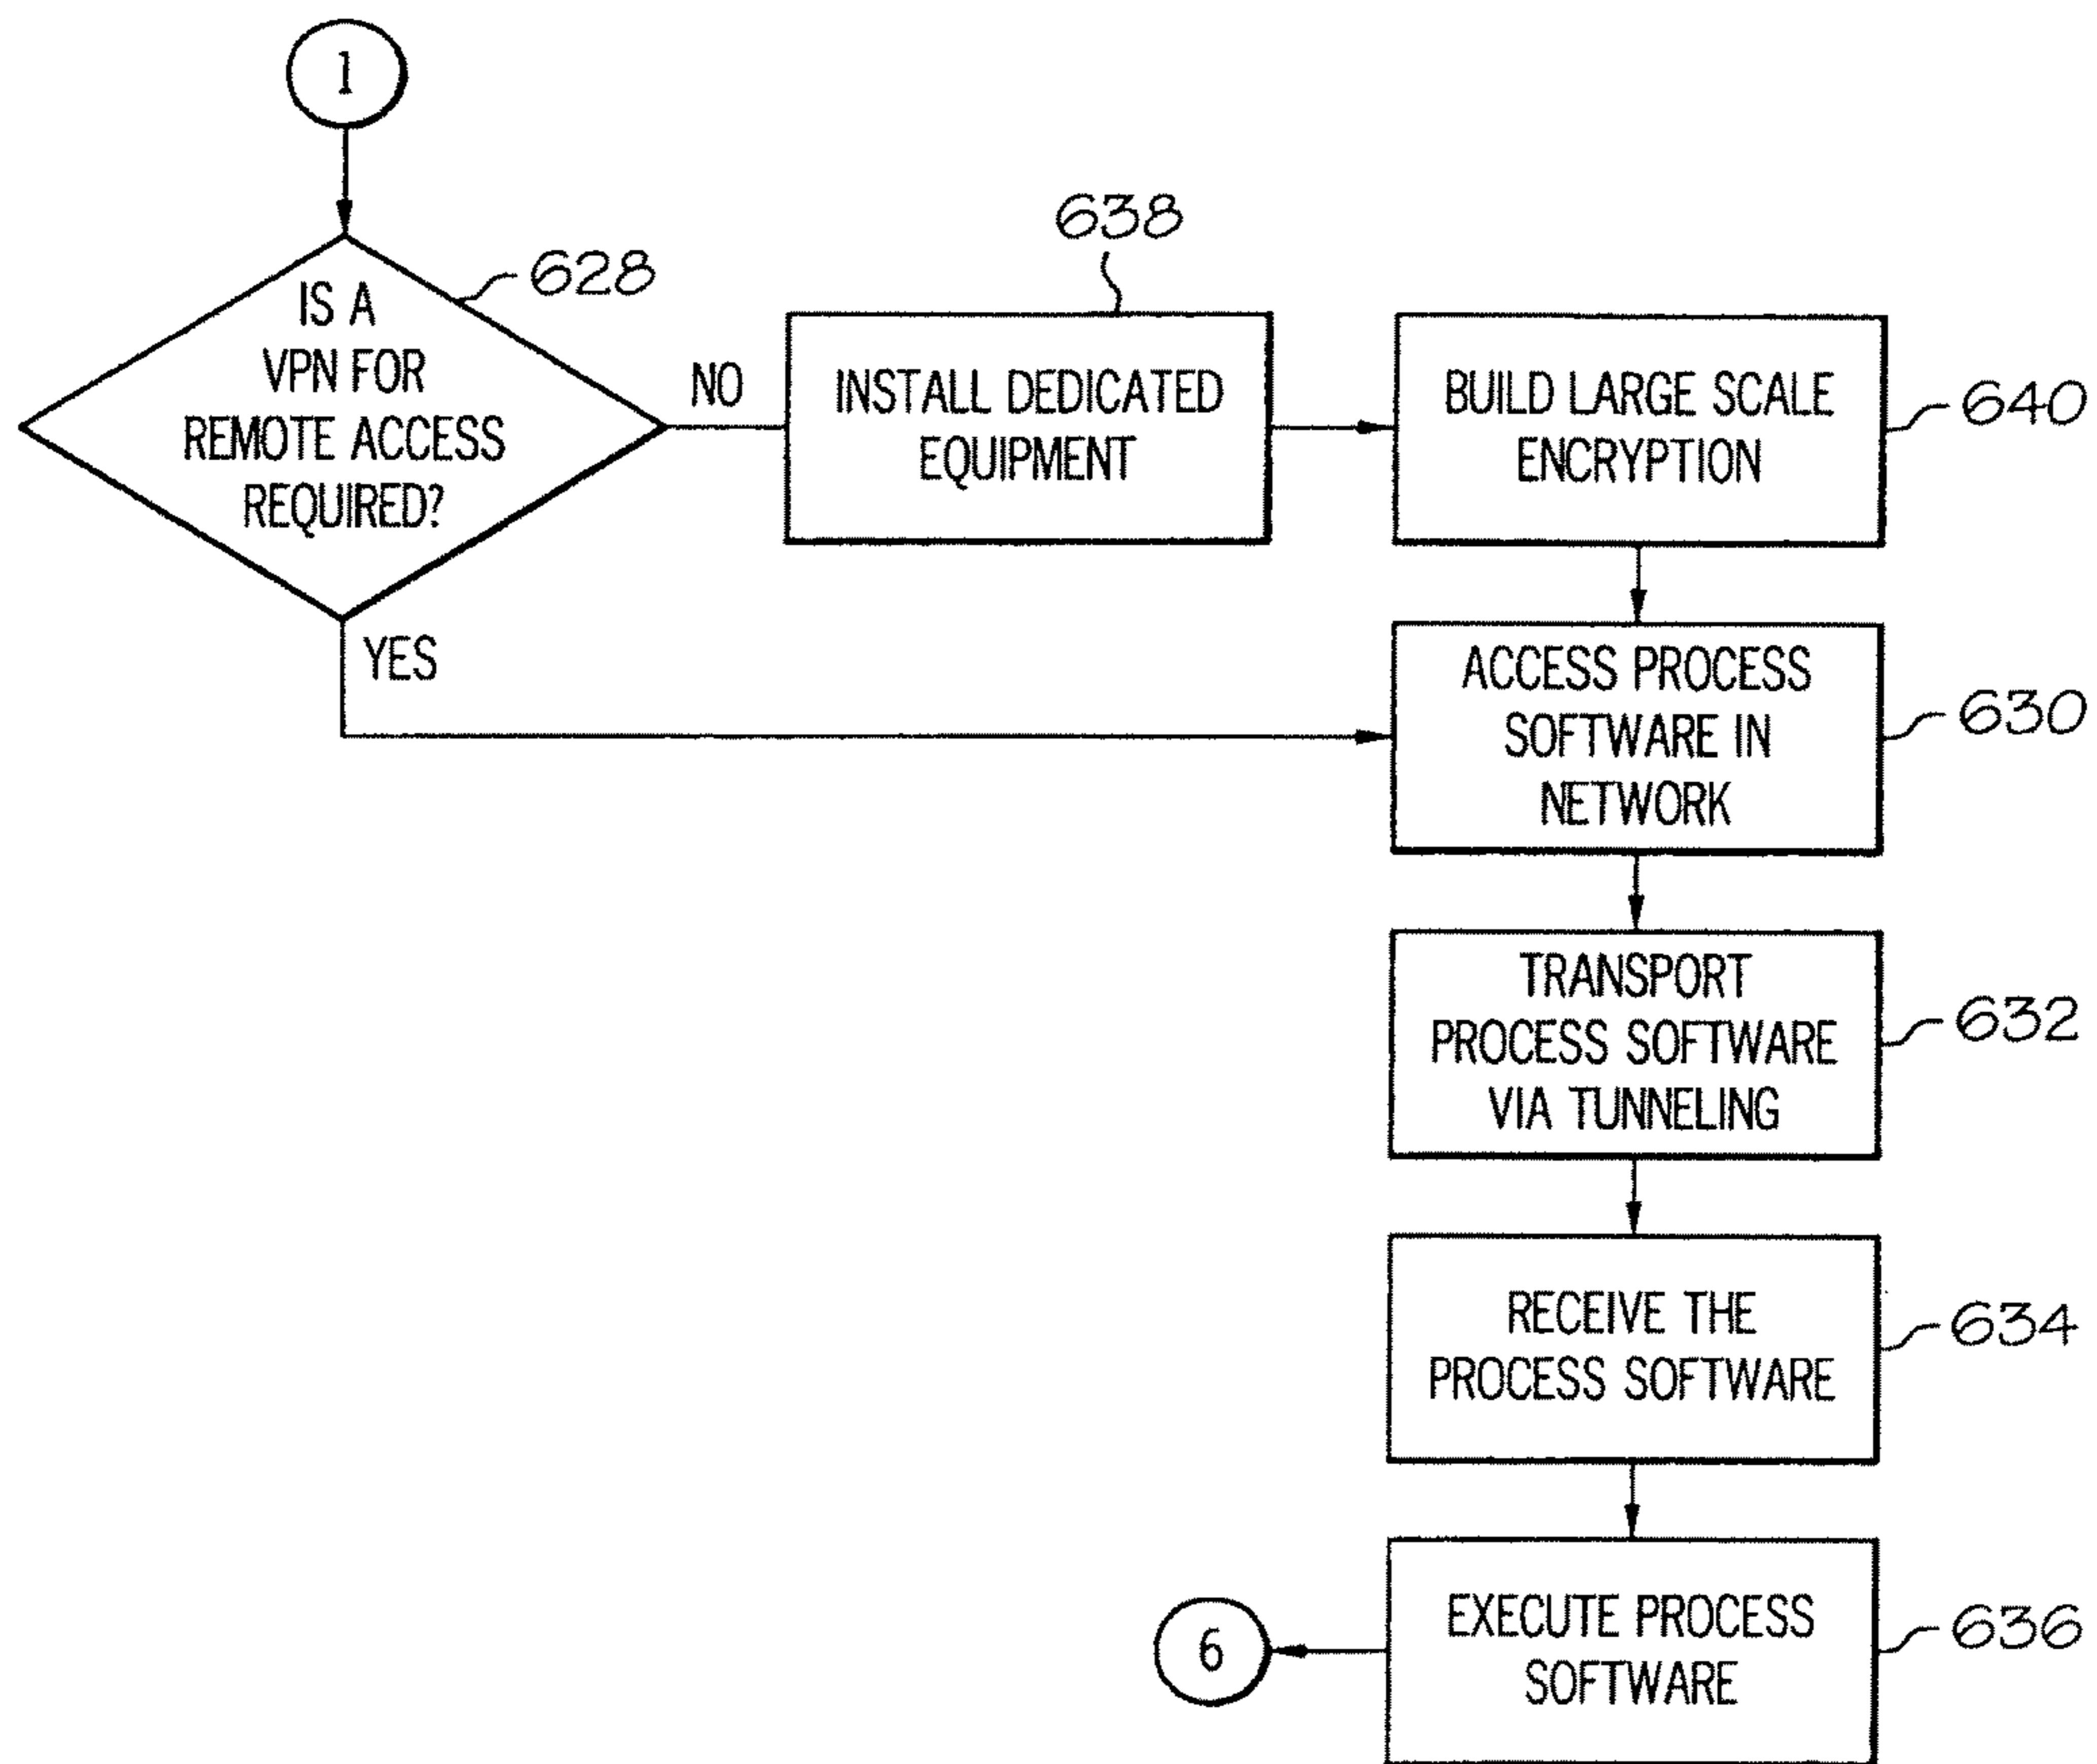 1
IS A
VPN FOR
REMOTE ACCESS
REQUIRED?
628
NO
YES
638
INSTALL DEDICATED
EQUIPMENT
BUILD LARGE SCALE
ENCRYPTION
640
ACCESS PROCESS
SOFTWARE IN
NETWORK
630
TRANSPORT
PROCESS SOFTWARE
VIA TUNNELING
632
RECEIVE THE
PROCESS SOFTWARE
634
EXECUTE PROCESS
SOFTWARE
636
6